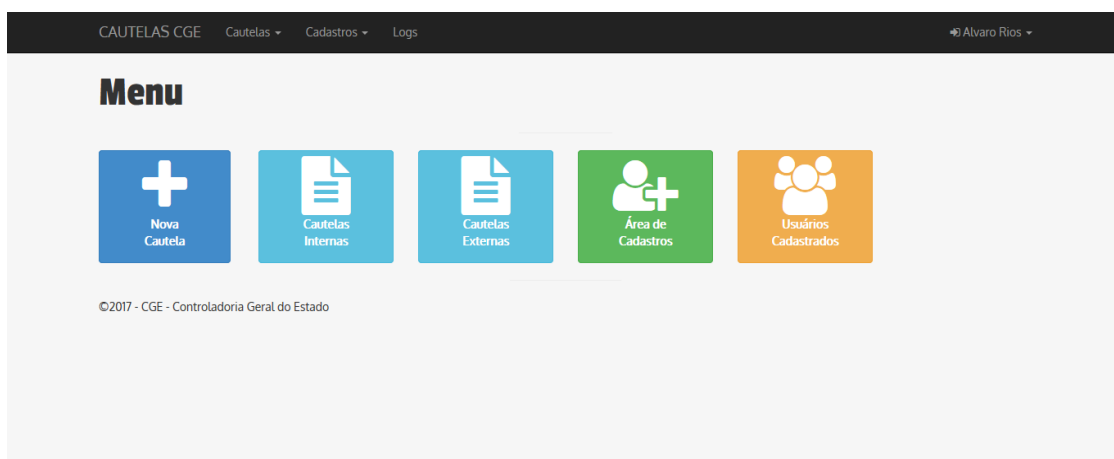 CAUTELAS CGE Cautelas Cadastros Logs Alvaro Rios
Menu
Nova
Cautela
Cautelas
Internas
Cautelas
Externas
Área de
Cadastros
Usuários
Cadastrados
©2017 - CGE - Controladoria Geral do Estado